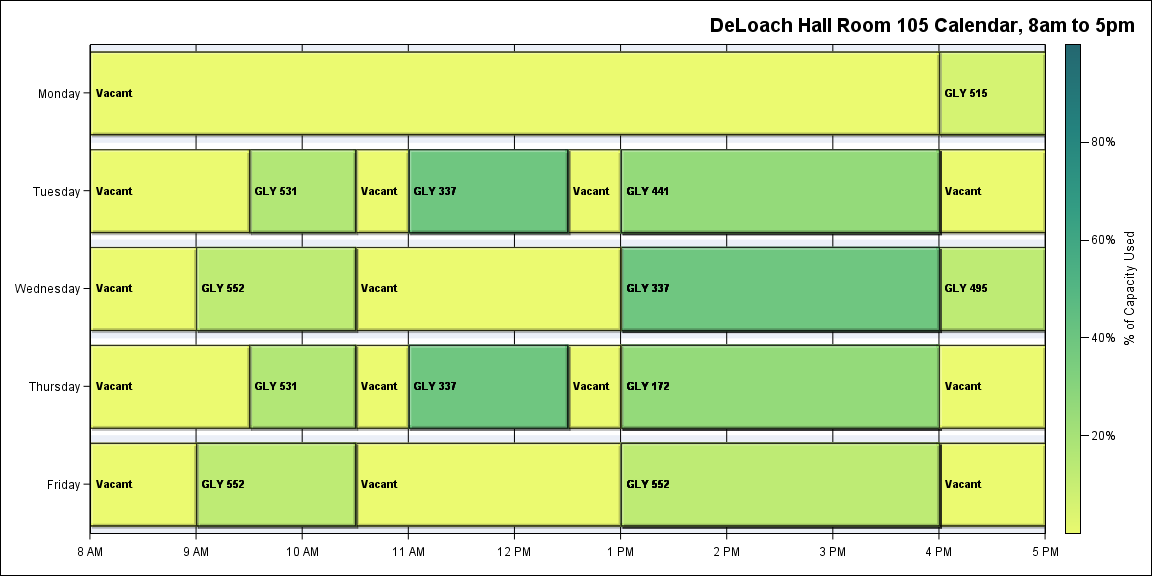 DeLoach Hall Room 105 Calendar, 8am to 5pm
Monday
Vacant
GLY 515
Tuesday
Vacant
GLY 531
Vacant
GLY 337
Vacant
GLY 441
Vacant
Wednesday
Vacant
GLY 552
Vacant
GLY 337
GLY 495
Thursday
Vacant
GLY 531
Vacant
GLY 337
Vacant
GLY 172
Vacant
Friday
Vacant
GLY 552
Vacant
GLY 552
Vacant
8 AM
9 AM
10 AM
11 AM
12 PM
1 PM
2 PM
3 PM
4 PM
5 PM
80%
60%
40%
20%
% of Capacity Used